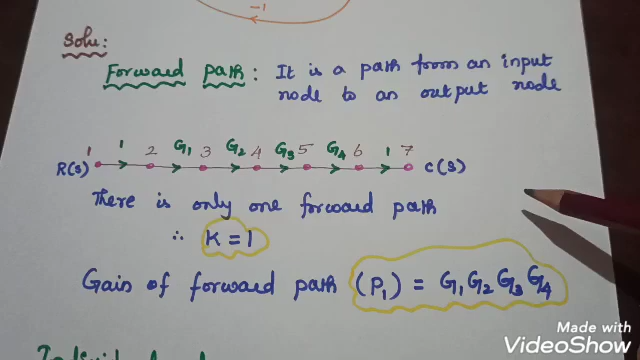 -1
Solu:
Forward path: It is a path from an input
node to an output node
1 1 2 G1 3 G2 4 G3 5 G4 6 1 7
R(s) C(s)
There is only one forward path
∴ K = 1
Gain of forward path (P1) = G1 G2 G3 G4
Made with
VideoShow